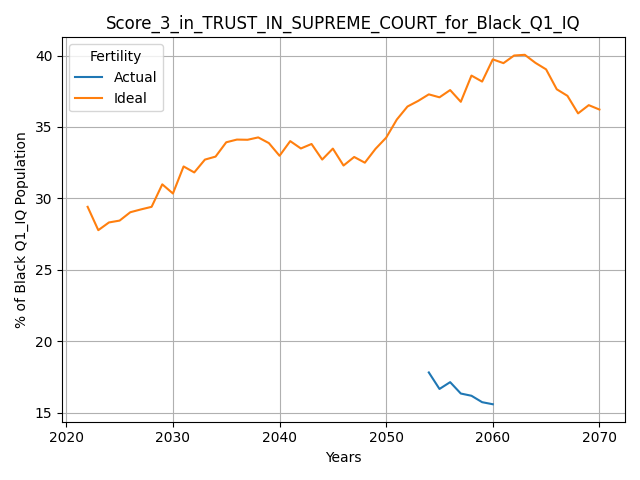 Score_3_in_TRUST_IN_SUPREME_COURT_for_Black_Q1_IQ
Fertility
Actual
Ideal
% of Black Q1_IQ Population
40
35
30
25
20
15
2020
2030
2040
2050
2060
2070
Years